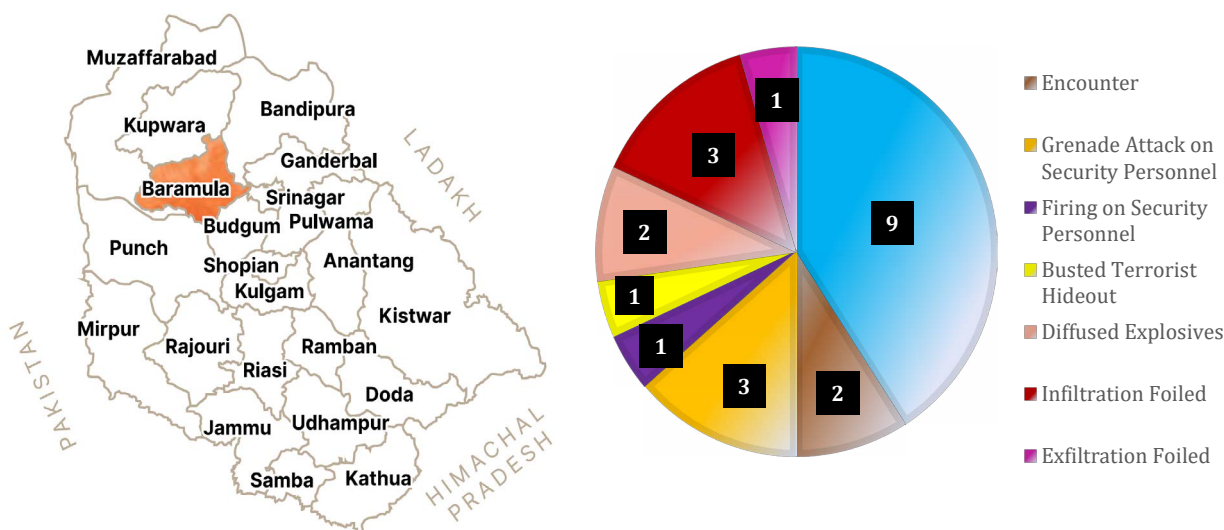 Muzaffarabad
Kupwara
Bandipura
Ganderbal
LADAKH
Baramula
Srinagar
Budgum
Pulwama
Punch
Shopian
Anantang
Kulgam
Kistwar
PAKISTAN
Mirpur
Rajouri
Riasi
Ramban
Doda
Jammu
Udhampur
Samba
Kathua
HIMACHAL
PRADESH
1
3
9
2
1
1
3
2
Encounter
Grenade Attack on
Security Personnel
Firing on Security
Personnel
Busted Terrorist
Hideout
Diffused Explosives
Infiltration Foiled
Exfiltration Foiled